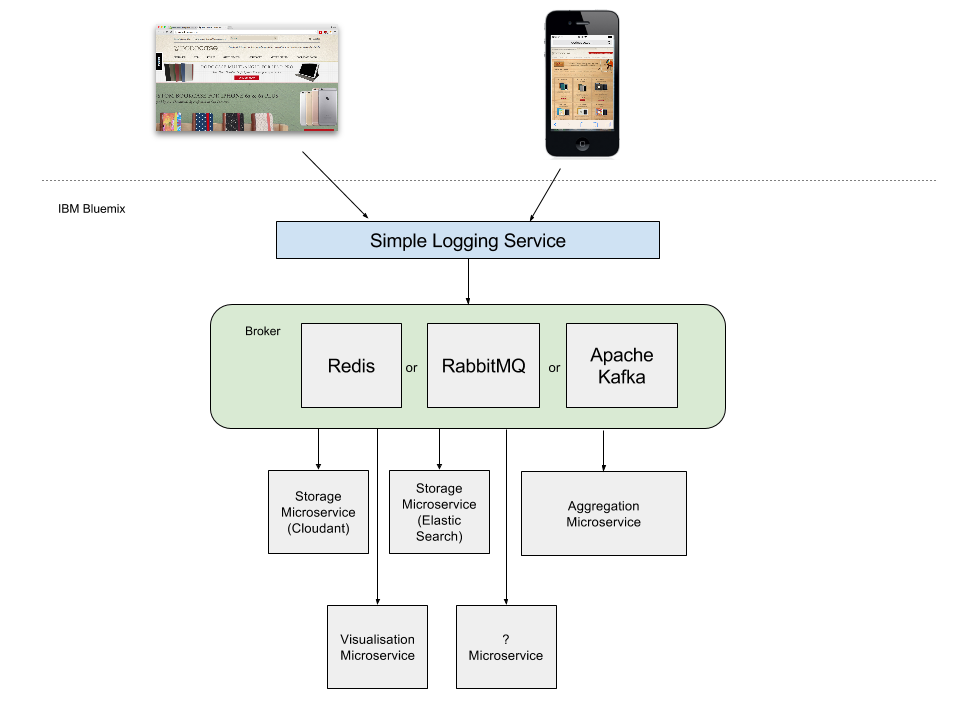 IBM Bluemix
Simple Logging Service
Broker
Redis
or
RabbitMQ
or
Apache
Kafka
Storage
Microservice
(Cloudant)
Storage
Microservice
(Elastic
Search)
Aggregation
Microservice
Visualisation
Microservice
?
Microservice